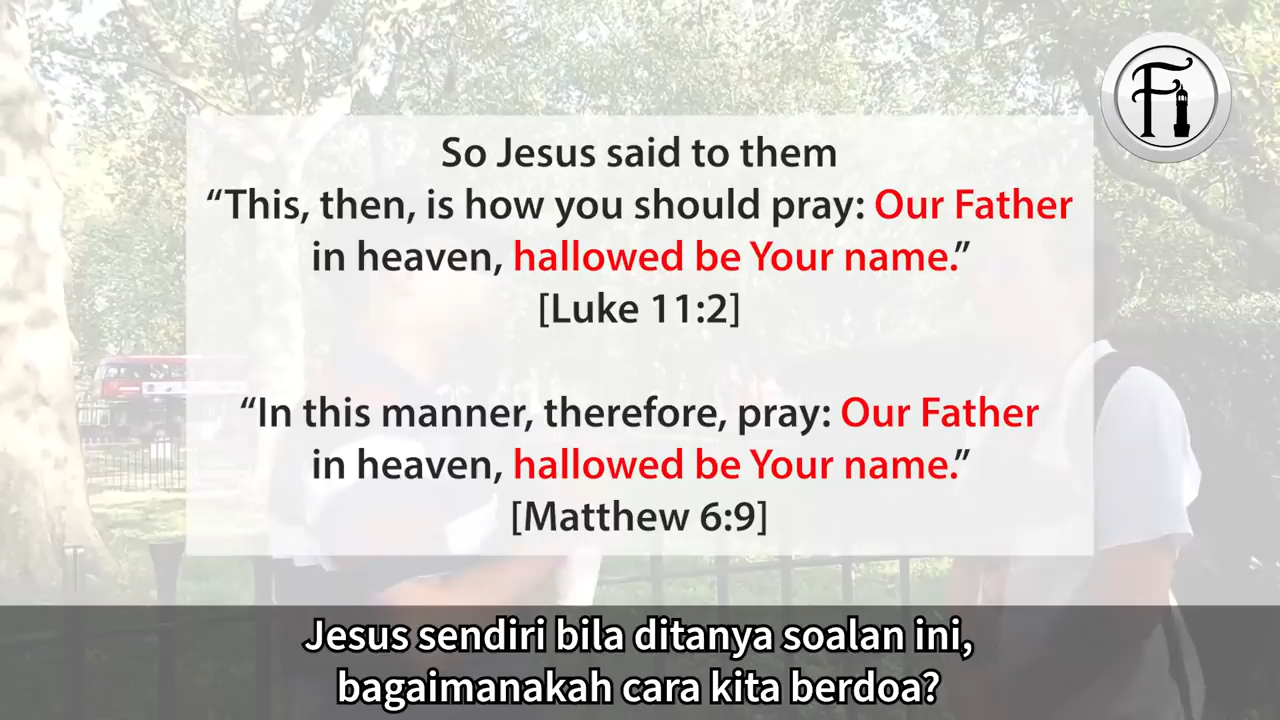 Fi
So Jesus said to them
“This, then, is how you should pray: Our Father
in heaven, hallowed be Your name.”
[Luke 11:2]
“In this manner, therefore, pray: Our Father
in heaven, hallowed be Your name.”
[Matthew 6:9]
Jesus sendiri bila ditanya soalan ini,
bagaimanakah cara kita berdoa?